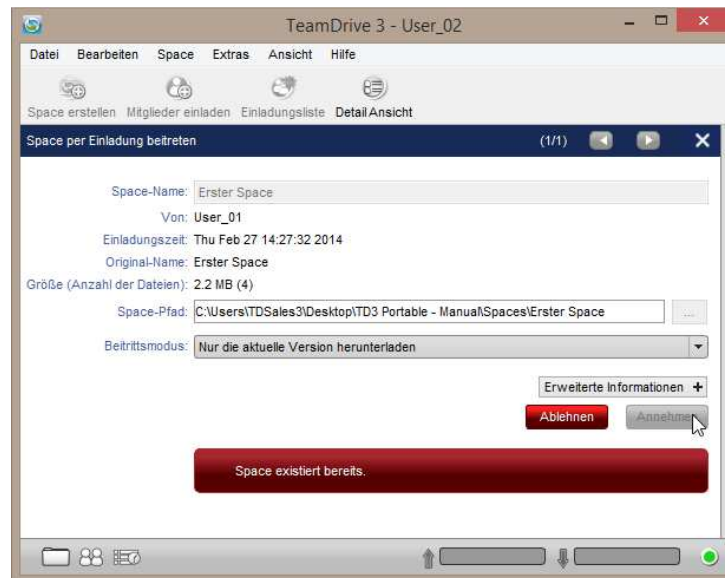 TeamDrive 3 - User_02
Datei Bearbeiten Space Extras Ansicht Hilfe
Space erstellen Mitglieder einladen Einladungsliste Detail Ansicht
Space per Einladung beitreten (1/1)
Space-Name: Erster Space
Von: User_01
Einladungszeit: Thu Feb 27 14:27:32 2014
Original-Name: Erster Space
Größe (Anzahl der Dateien): 2.2 MB (4)
Space-Pfad: C:\Users\TDSales3\Desktop\TD3 Portable - Manual\Spaces\Erster Space ...
Beitrittsmodus: Nur die aktuelle Version herunterladen
Erweiterte Informationen +
Ablehnen Annehmen
Space existiert bereits.